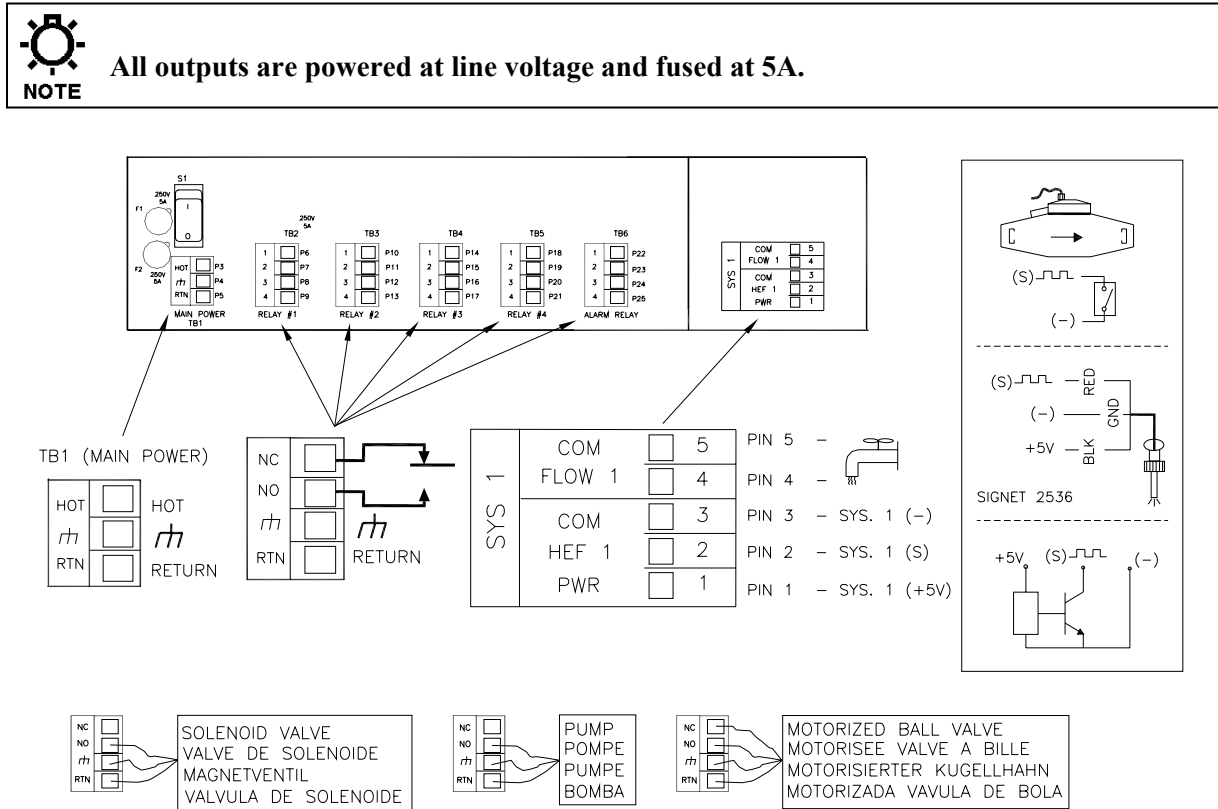 NOTE
All outputs are powered at line voltage and fused at 5A.
S1
250V
5A
F1
I
O
F2
250V
5A
HOT P3
P4
RTN P5
MAIN POWER
TB1
TB2
250V
5A
1 P6
2 P7
3 P8
4 P9
RELAY #1
TB3
1 P10
2 P11
3 P12
4 P13
RELAY #2
TB4
1 P14
2 P15
3 P16
4 P17
RELAY #3
TB5
1 P18
2 P19
3 P20
4 P21
RELAY #4
TB6
1 P22
2 P23
3 P24
4 P25
ALARM RELAY
SYS 1
COM 5
FLOW 1 4
COM 3
HEF 1 2
PWR 1
TB1 (MAIN POWER)
HOT HOT
RTN RETURN
NC
NO
RTN RETURN
SYS 1
COM 5 PIN 5 -
FLOW 1 4 PIN 4 -
COM 3 PIN 3 - SYS. 1 (-)
HEF 1 2 PIN 2 - SYS. 1 (S)
PWR 1 PIN 1 - SYS. 1 (+5V)
(S)
(-)
(S) RED
(-) GND
+5V BLK
SIGNET 2536
+5V (S) (-)
NC
NO
RTN
SOLENOID VALVE
VALVE DE SOLENOIDE
MAGNETVENTIL
VALVULA DE SOLENOIDE
NC
NO
RTN
PUMP
POMPE
PUMPE
BOMBA
NC
NO
RTN
MOTORIZED BALL VALVE
MOTORISEE VALVE A BILLE
MOTORISIERTER KUGELLHAHN
MOTORIZADA VAVULA DE BOLA